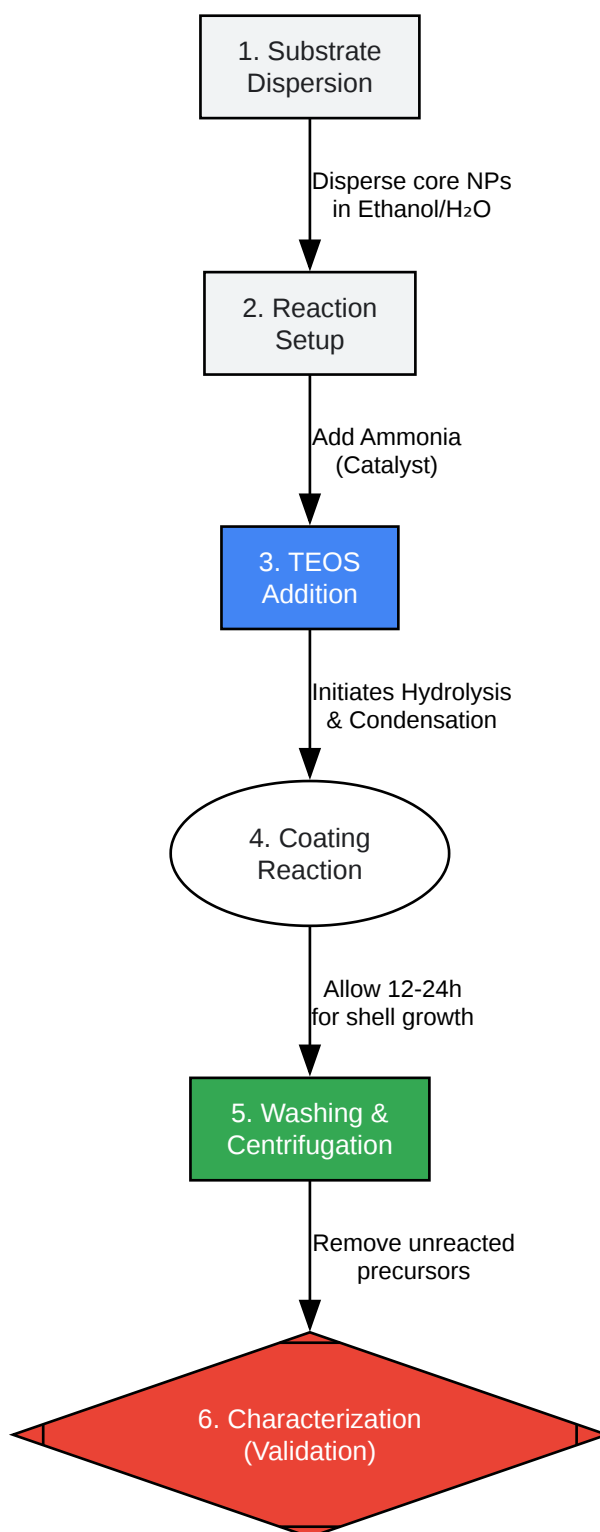 1. Substrate
Dispersion
Disperse core NPs
in Ethanol/H₂O
2. Reaction
Setup
Add Ammonia
(Catalyst)
3. TEOS
Addition
Initiates Hydrolysis
& Condensation
4. Coating
Reaction
Allow 12-24h
for shell growth
5. Washing &
Centrifugation
Remove unreacted
precursors
6. Characterization
(Validation)